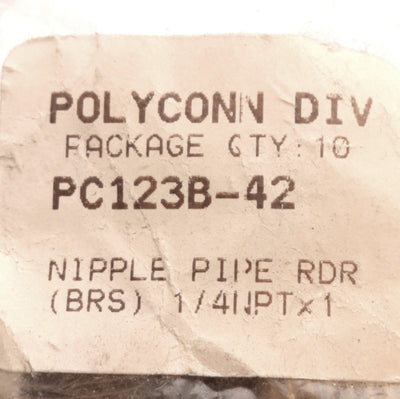 POLYCONN DIV
PACKAGE QTY: 10
PC123B-42
NIPPLE PIPE RDR
(BRS) 1/4NPTx1